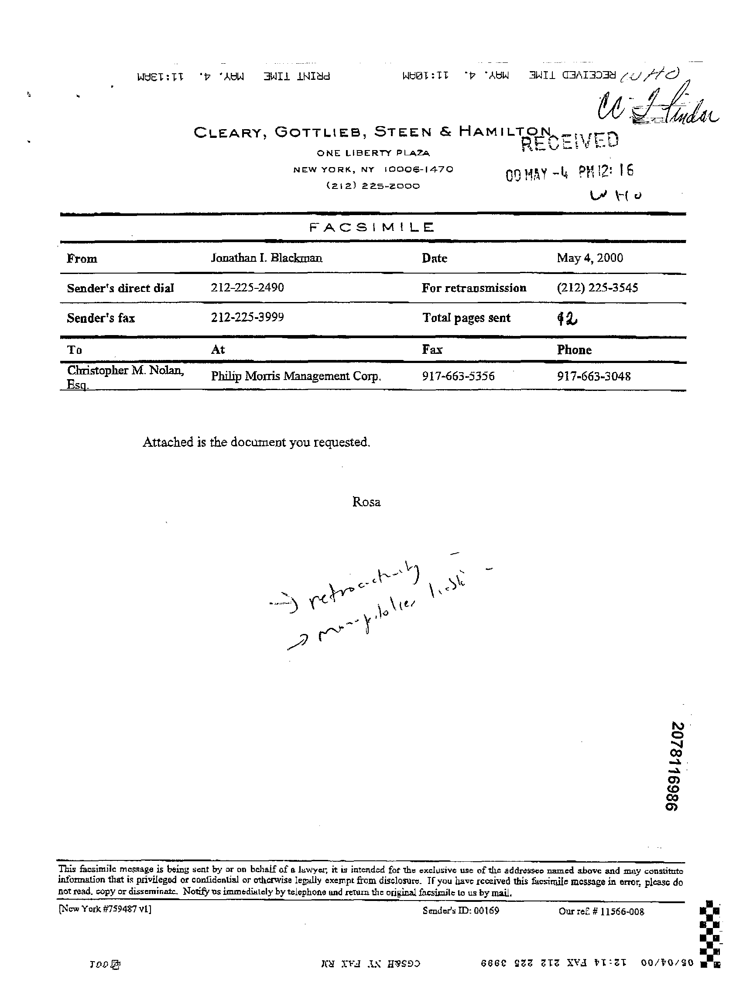 RECEIVED TIME MAY. 4. 11:10AM PRINT TIME MAY. 4. 11:13AM
CLEARY, GOTTLIEB, STEEN & HAMILTON
ONE LIBERTY PLAZA
NEW YORK, NY 10006-1470
(212) 225-2000
RECEIVED
00 MAY -4 PM 12: 16
WHO
FACSIMILE
From Jonathan I. Blackman Date May 4, 2000
Sender's direct dial 212-225-2490 For retransmission (212) 225-3545
Sender's fax 212-225-3999 Total pages sent 92
To At Fax Phone
Christopher M. Nolan, Esq. Philip Morris Management Corp. 917-663-5356 917-663-3048
Attached is the document you requested.
Rosa
→ retroactivity -
→
2078116986
This facsimile message is being sent by or on behalf of a lawyer; it is intended for the exclusive use of the addressee named above and may constitute
information that is privileged or confidential or otherwise legally exempt from disclosure. If you have received this facsimile message in error, please do
not read, copy or disseminate. Notify us immediately by telephone and return the original facsimile to us by mail.
[New York #759487 v1] Sender's ID: 00169 Our ref. # 11566-008
05/04/00 12:14 FAX 212 225 3999 CGS&H NY FAX RM 001